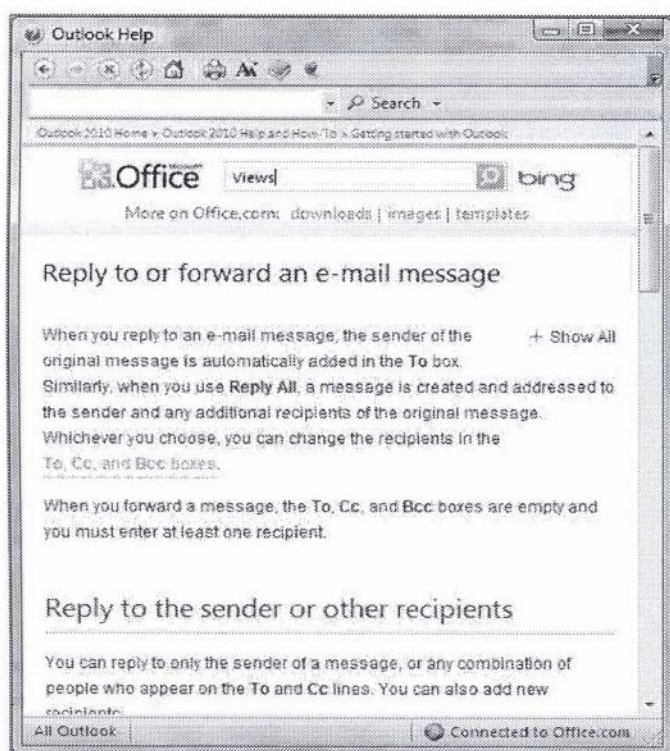 Outlook Help
Search
Outlook 2010 Home > Outlook 2010 Help and How-To > Getting started with Outlook
Office Views bing
More on Office.com: downloads | images | templates
Reply to or forward an e-mail message
When you reply to an e-mail message, the sender of the + Show All
original message is automatically added in the To box.
Similarly, when you use Reply All, a message is created and addressed to
the sender and any additional recipients of the original message.
Whichever you choose, you can change the recipients in the
To, Cc, and Bcc boxes.
When you forward a message, the To, Cc, and Bcc boxes are empty and
you must enter at least one recipient.
Reply to the sender or other recipients
You can reply to only the sender of a message, or any combination of
people who appear on the To and Cc lines. You can also add new
recipients
All Outlook Connected to Office.com